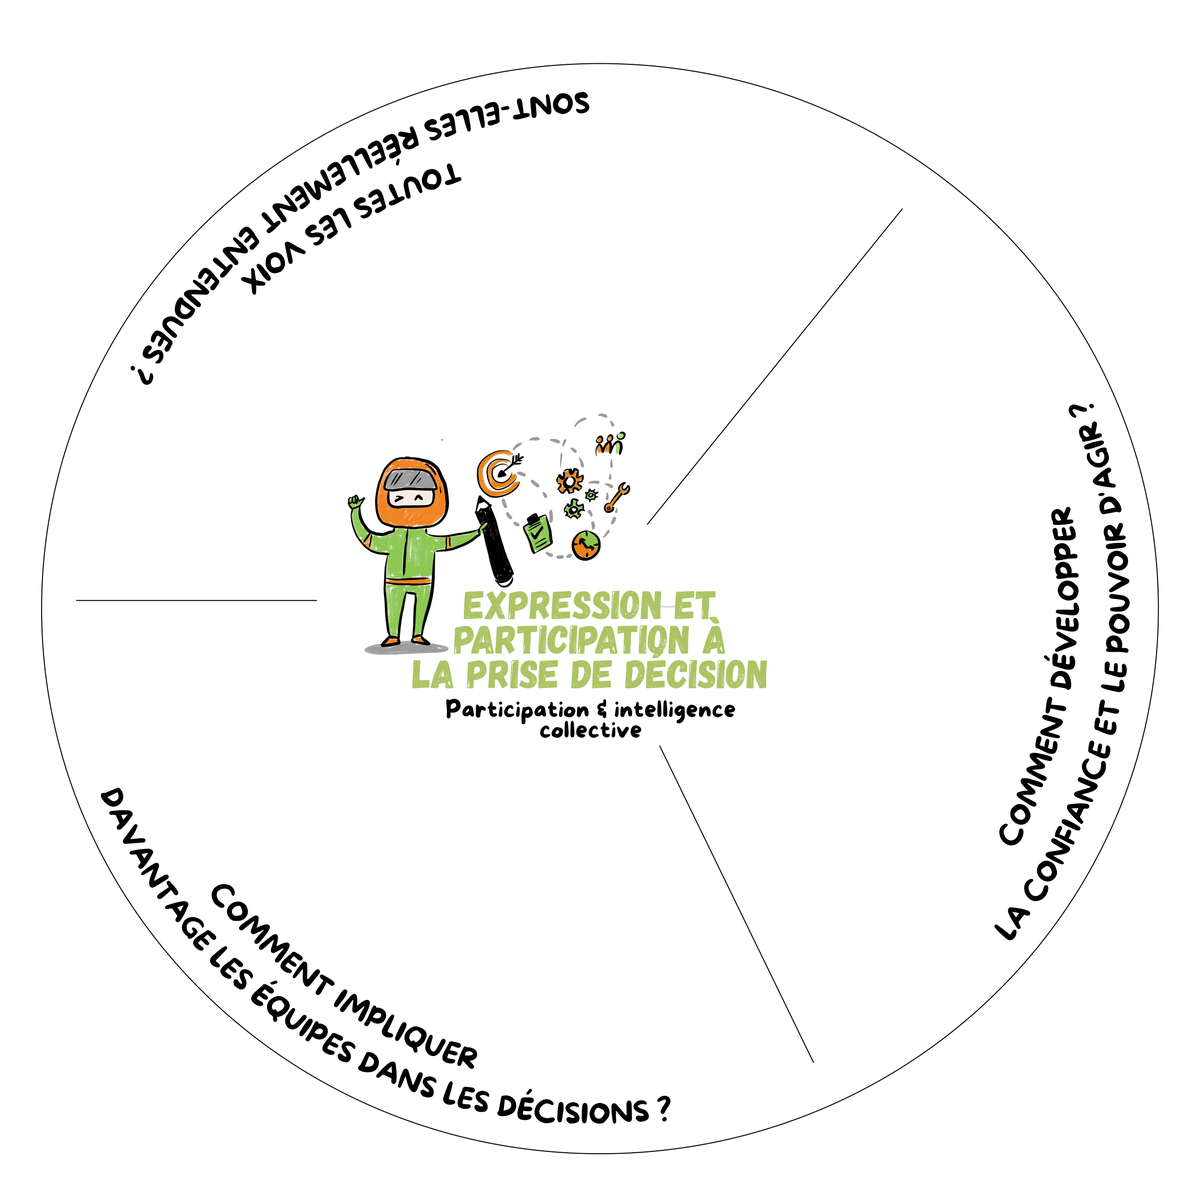 TOUTES LES VOIX
SONT-ELLES RÉELLEMENT ENTENDUES ?
COMMENT DÉVELOPPER
LA CONFIANCE ET LE POUVOIR D'AGIR ?
EXPRESSION ET
PARTICIPATION À
LA PRISE DE DÉCISION
Participation & intelligence
collective
COMMENT IMPLIQUER
DAVANTAGE LES ÉQUIPES DANS LES DÉCISIONS ?